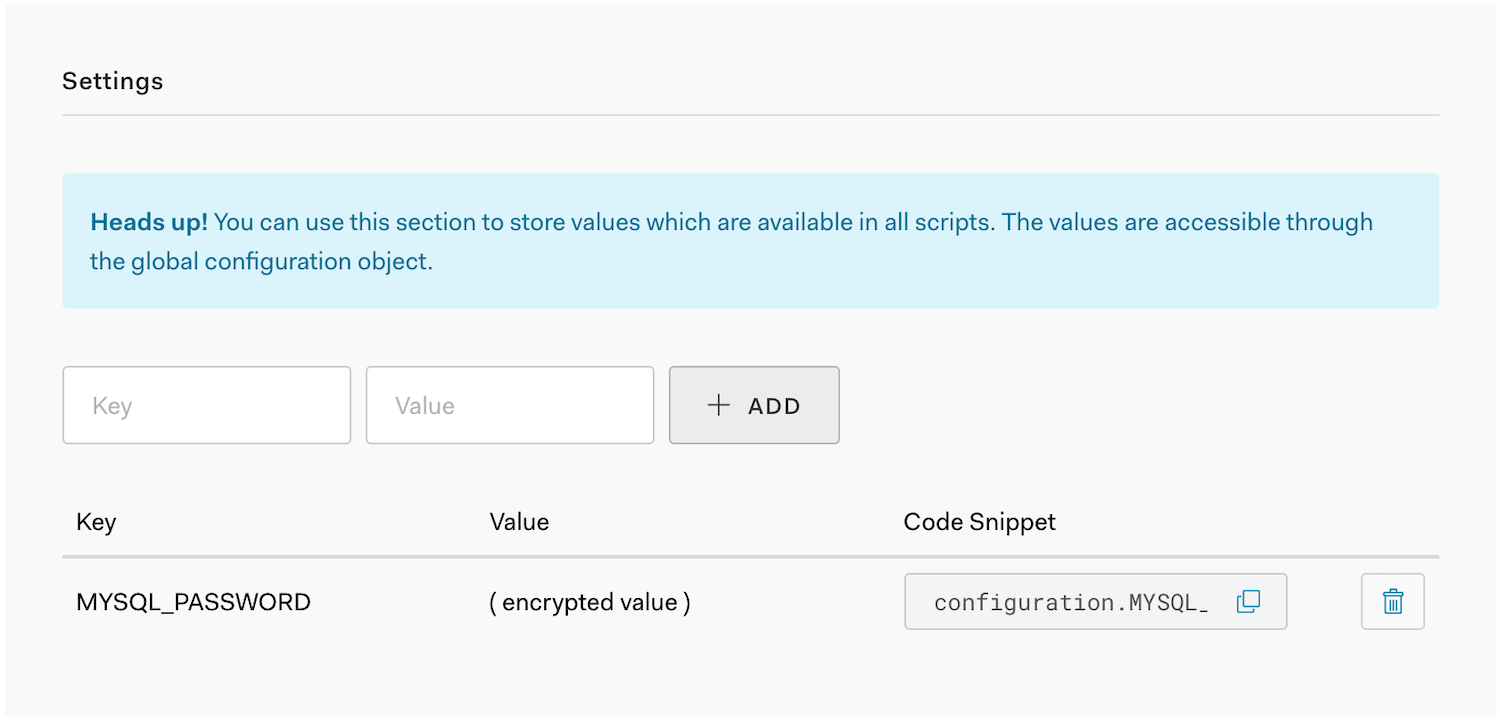 Settings
Heads up! You can use this section to store values which are available in all scripts. The values are accessible through
the global configuration object.
Key
Value
+ ADD
Key Value Code Snippet
MYSQL_PASSWORD ( encrypted value ) configuration.MYSQL_